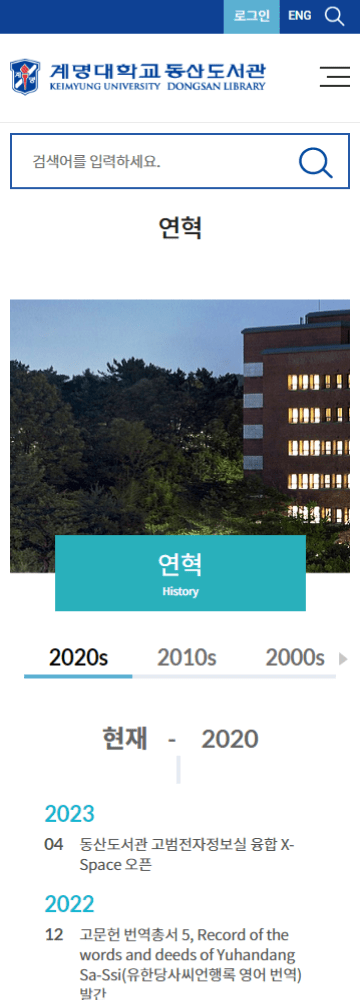 로그인 ENG
계명대학교 동산도서관
KEIMYUNG UNIVERSITY DONGSAN LIBRARY
검색어를 입력하세요.
연혁
연혁
History
2020s 2010s 2000s
현재 - 2020
2023
04 동산도서관 고범전자정보실 융합 X-
Space 오픈
2022
12 고문헌 번역총서 5, Record of the
words and deeds of Yuhandang
Sa-Ssi(유한당사씨언행록 영어 번역)
발간